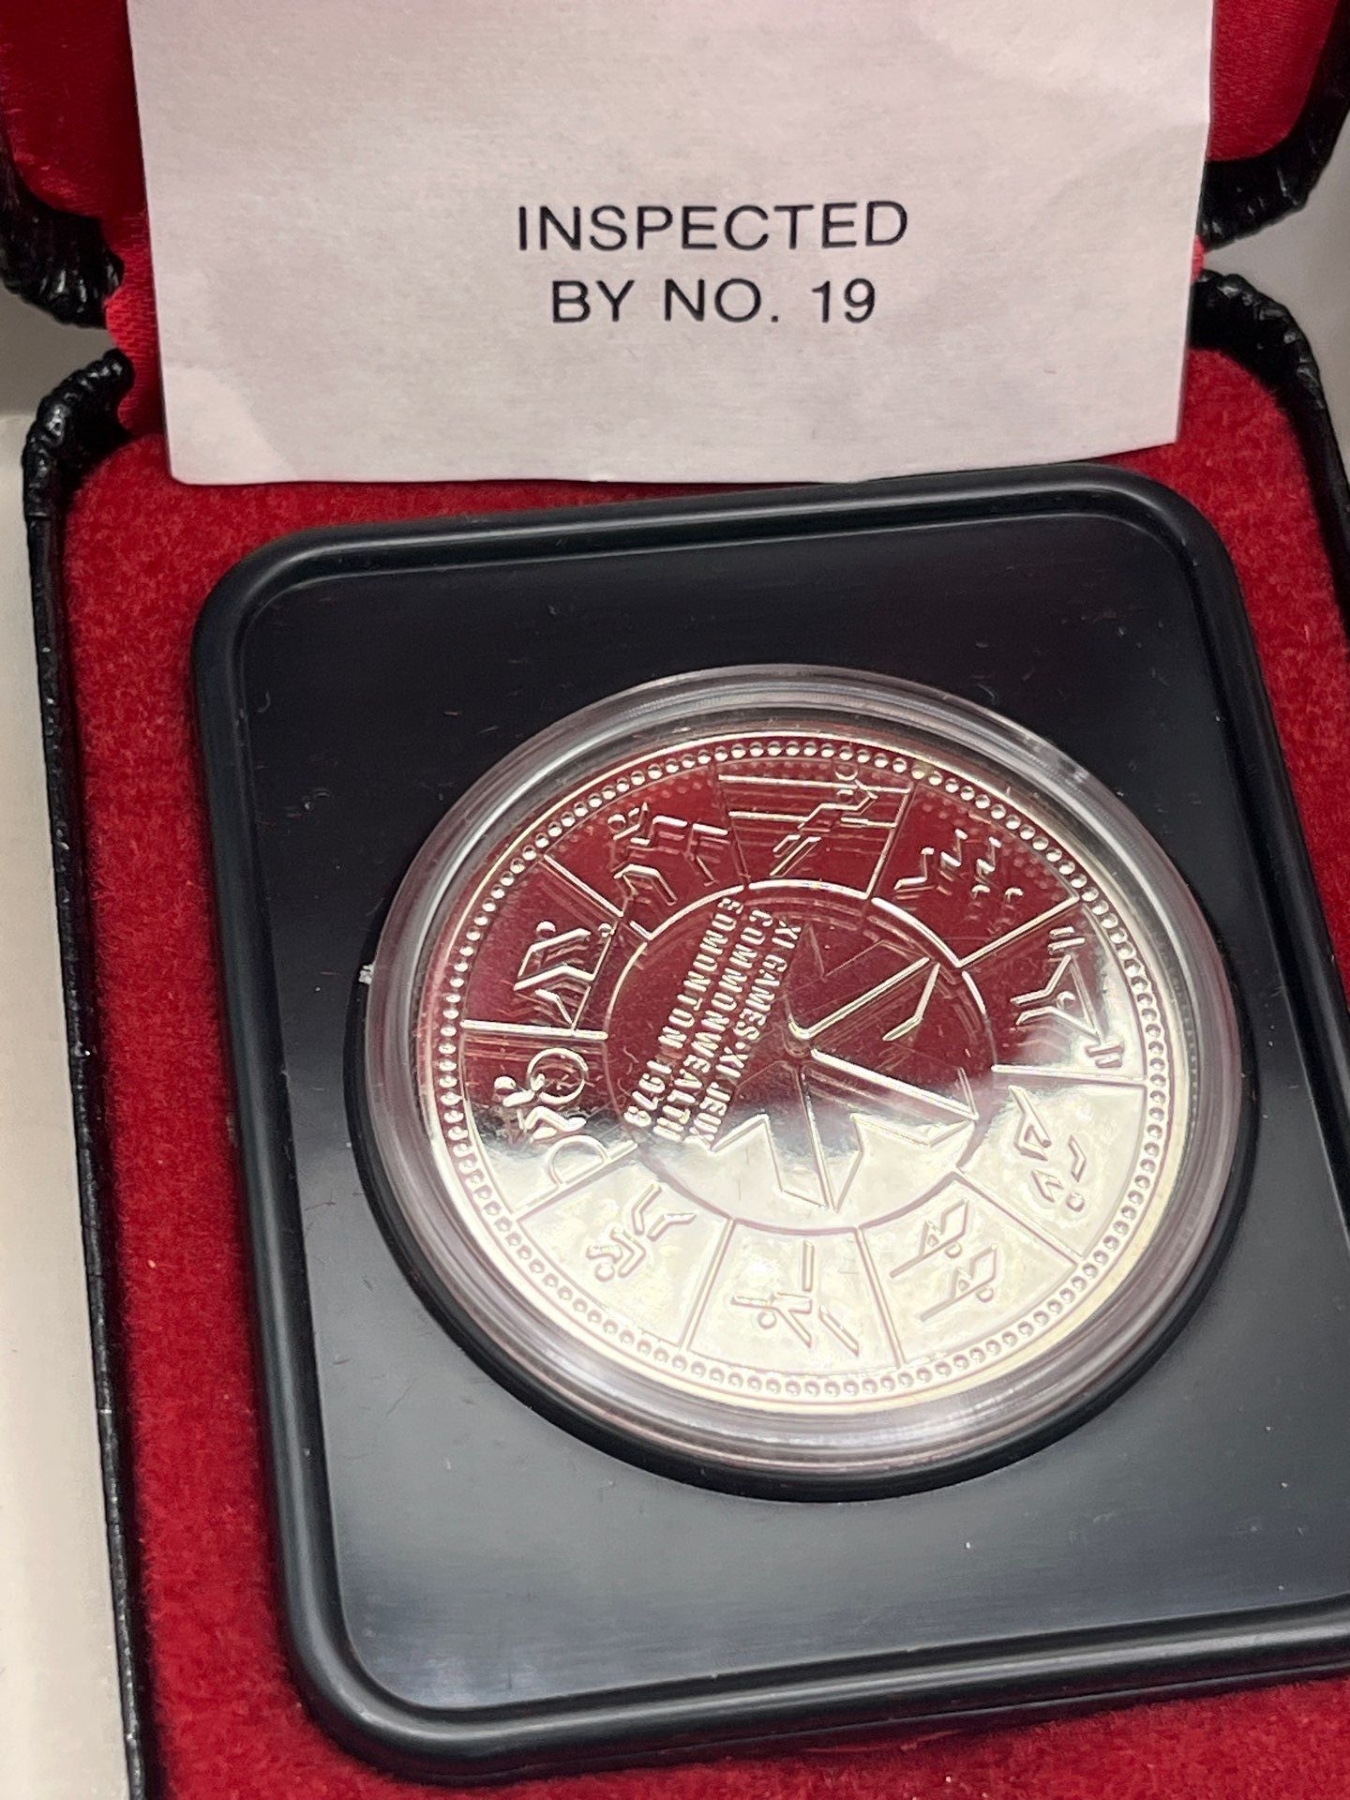 INSPECTED
BY NO. 19
XI GAMES·XI JEUX
COMMONWEALTH
EDMONTON 1978